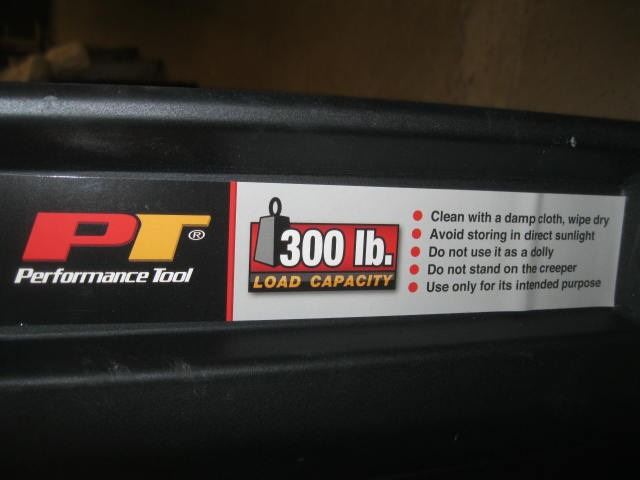 PT®
Performance Tool
300 lb.
LOAD CAPACITY
• Clean with a damp cloth, wipe dry
• Avoid storing in direct sunlight
• Do not use it as a dolly
• Do not stand on the creeper
• Use only for its intended purpose